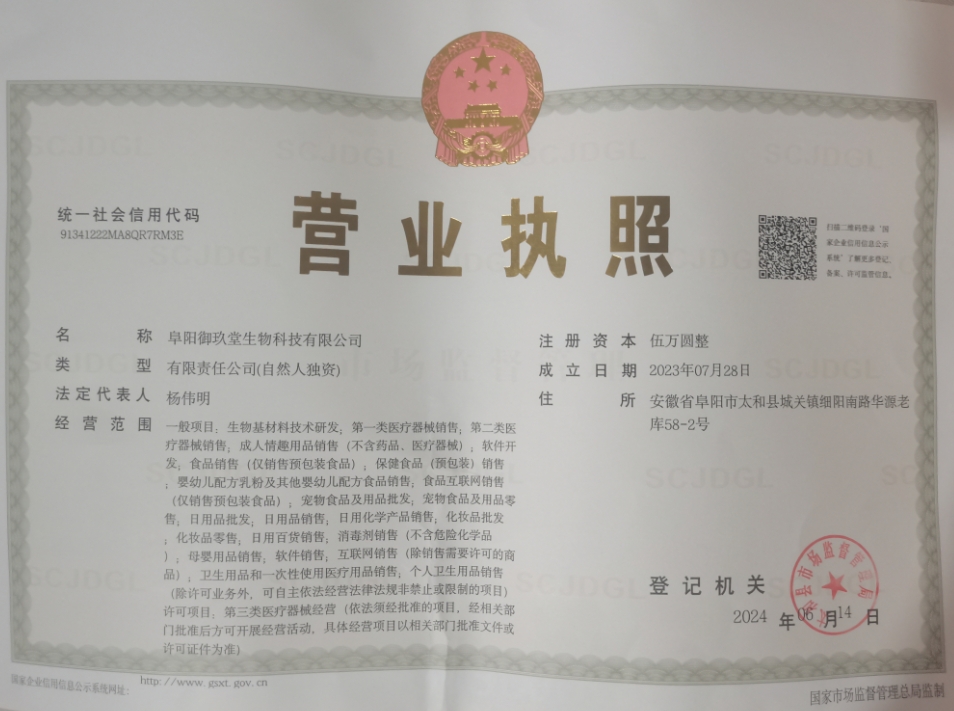 统一社会信用代码
91341222MA8QR7RM3E
营业执照
扫描二维码登录‘国
家企业信用信息公示
系统’了解更多登记、
备案、许可监管信息。
名称 阜阳御玖堂生物科技有限公司
类型 有限责任公司(自然人独资)
法定代表人 杨伟明
经营范围 一般项目：生物基材料技术研发；第一类医疗器械销售；第二类医
疗器械销售；成人情趣用品销售（不含药品、医疗器械）；软件开
发；食品销售（仅销售预包装食品）；保健食品（预包装）销售
；婴幼儿配方乳粉及其他婴幼儿配方食品销售；食品互联网销售
（仅销售预包装食品）；宠物食品及用品批发；宠物食品及用品零
售；日用品批发；日用品销售；日用化学产品销售；化妆品批发
；化妆品零售；日用百货销售；消毒剂销售（不含危险化学品
）；母婴用品销售；软件销售；互联网销售（除销售需要许可的商
品）；卫生用品和一次性使用医疗用品销售；个人卫生用品销售
（除许可业务外，可自主依法经营法律法规非禁止或限制的项目）
许可项目：第三类医疗器械经营（依法须经批准的项目，经相关部
门批准后方可开展经营活动，具体经营项目以相关部门批准文件或
许可证件为准）
注册资本 伍万圆整
成立日期 2023年07月28日
住所 安徽省阜阳市太和县城关镇细阳南路华源老
库58-2号
登记机关
太和县市场监督管理局
2024年06月14日
国家企业信用信息公示系统网址：
http://www.gsxt.gov.cn
国家市场监督管理总局监制
SCJDGL
市场监督管理